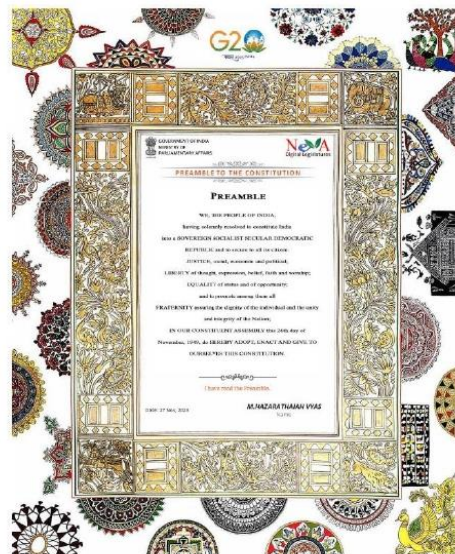 G20
GOVERNMENT OF INDIA
MINISTRY OF
PARLIAMENTARY AFFAIRS
NeVA
Digital Legislatures
PREAMBLE TO THE CONSTITUTION
PREAMBLE
WE, THE PEOPLE OF INDIA,
having solemnly resolved to constitute India
into a SOVEREIGN SOCIALIST SECULAR DEMOCRATIC
REPUBLIC and to secure to all its citizens:
JUSTICE, social, economic and political;
LIBERTY of thought, expression, belief, faith and worship;
EQUALITY of status and of opportunity;
and to promote among them all
FRATERNITY assuring the dignity of the individual and the unity
and integrity of the Nation;
IN OUR CONSTITUENT ASSEMBLY this 26th day of
November, 1949, do HEREBY ADOPT, ENACT AND GIVE TO
OURSELVES THIS CONSTITUTION.
I have read the Preamble.
M.HAZARATHAIAH VYAS